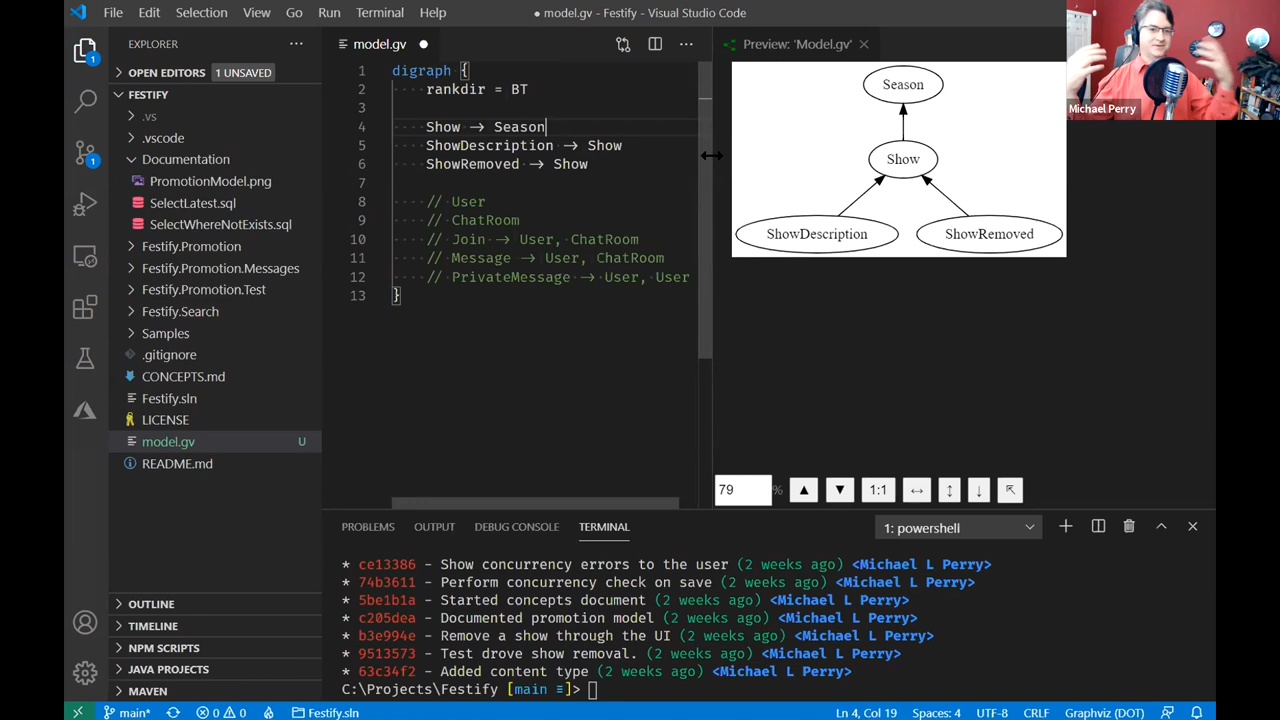 File Edit Selection View Go Run Terminal Help
● model.gv - Festify - Visual Studio Code
EXPLORER
OPEN EDITORS 1 UNSAVED
FESTIFY
.vs
.vscode
Documentation
PromotionModel.png
SelectLatest.sql
SelectWhereNotExists.sql
Festify.Promotion
Festify.Promotion.Messages
Festify.Promotion.Test
Festify.Search
Samples
.gitignore
CONCEPTS.md
Festify.sln
LICENSE
model.gv U
README.md
OUTLINE
TIMELINE
NPM SCRIPTS
JAVA PROJECTS
MAVEN
1
1
model.gv ●
1 digraph {
2 rankdir = BT
3
4 Show -> Season
5 ShowDescription -> Show
6 ShowRemoved -> Show
7
8 // User
9 // ChatRoom
10 // Join -> User, ChatRoom
11 // Message -> User, ChatRoom
12 // PrivateMessage -> User, User
13 }
Preview: 'Model.gv'
Season
Show
ShowDescription ShowRemoved
Michael Perry
79 % 1:1
PROBLEMS OUTPUT DEBUG CONSOLE TERMINAL 1: powershell
* ce13386 - Show concurrency errors to the user (2 weeks ago) <Michael L Perry>
* 74b3611 - Perform concurrency check on save (2 weeks ago) <Michael L Perry>
* 5be1b1a - Started concepts document (2 weeks ago) <Michael L Perry>
* c205dea - Documented promotion model (2 weeks ago) <Michael L Perry>
* b3e994e - Remove a show through the UI (2 weeks ago) <Michael L Perry>
* 9513573 - Test drove show removal. (2 weeks ago) <Michael L Perry>
* 63c34f2 - Added content type (2 weeks ago) <Michael L Perry>
C:\Projects\Festify [main ≡]>
main* 0 0 Festify.sln Ln 4, Col 19 Spaces: 4 UTF-8 CRLF Graphviz (DOT)